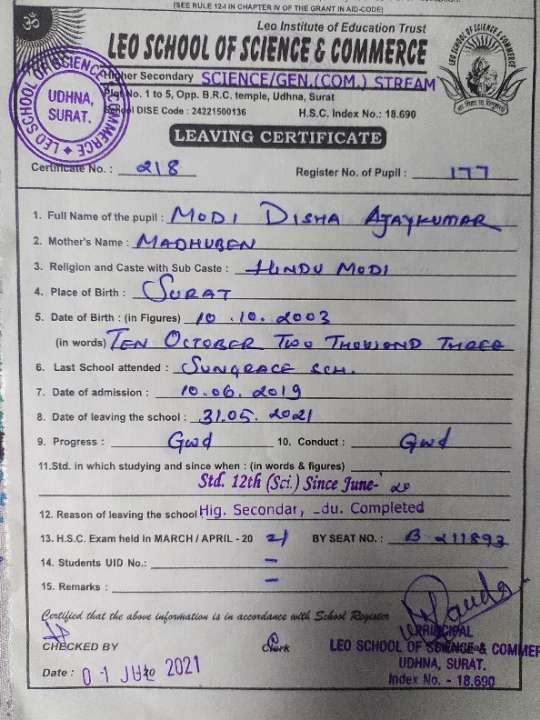 (SEE RULE 12-I IN CHAPTER IV OF THE GRANT IN AID-CODE)
ॐ
Leo Institute of Education Trust
LEO SCHOOL OF SCIENCE & COMMERCE
Higher Secondary SCIENCE/GEN.(COM.) STREAM
Plot No. 1 to 5, Opp. B.R.C. temple, Udhna, Surat
DISE Code : 24221500136 H.S.C. Index No.: 18.690
LEO SCHOOL OF SCIENCE & COMMERCE
UDHNA,
SURAT.
LEAVING CERTIFICATE
Certificate No. : 218 Register No. of Pupil : 177
1. Full Name of the pupil : MODI DISHA AJAYKUMAR
2. Mother's Name : MADHUBEN
3. Religion and Caste with Sub Caste : HINDU MODI
4. Place of Birth : SURAT
5. Date of Birth : (in Figures) 10.10.2003
(in words) TEN OCTOBER TWO THOUSAND THREE
6. Last School attended : SUNGRACE SCH.
7. Date of admission : 10.06.2019
8. Date of leaving the school : 31.05.2021
9. Progress : Good 10. Conduct : Good
11.Std. in which studying and since when : (in words & figures)
Std. 12th (Sci.) Since June- 20
12. Reason of leaving the school Hig. Secondar, _du. Completed
13. H.S.C. Exam held in MARCH / APRIL - 20 21 BY SEAT NO. : B 211893
14. Students UID No.: -
15. Remarks : -
Certified that the above information is in accordance with School Register
CHECKED BY Clerk PRINCIPAL
LEO SCHOOL OF SCIENCE & COMMER
UDHNA, SURAT.
Date : 01 JUL 2021 Index No. - 18.690